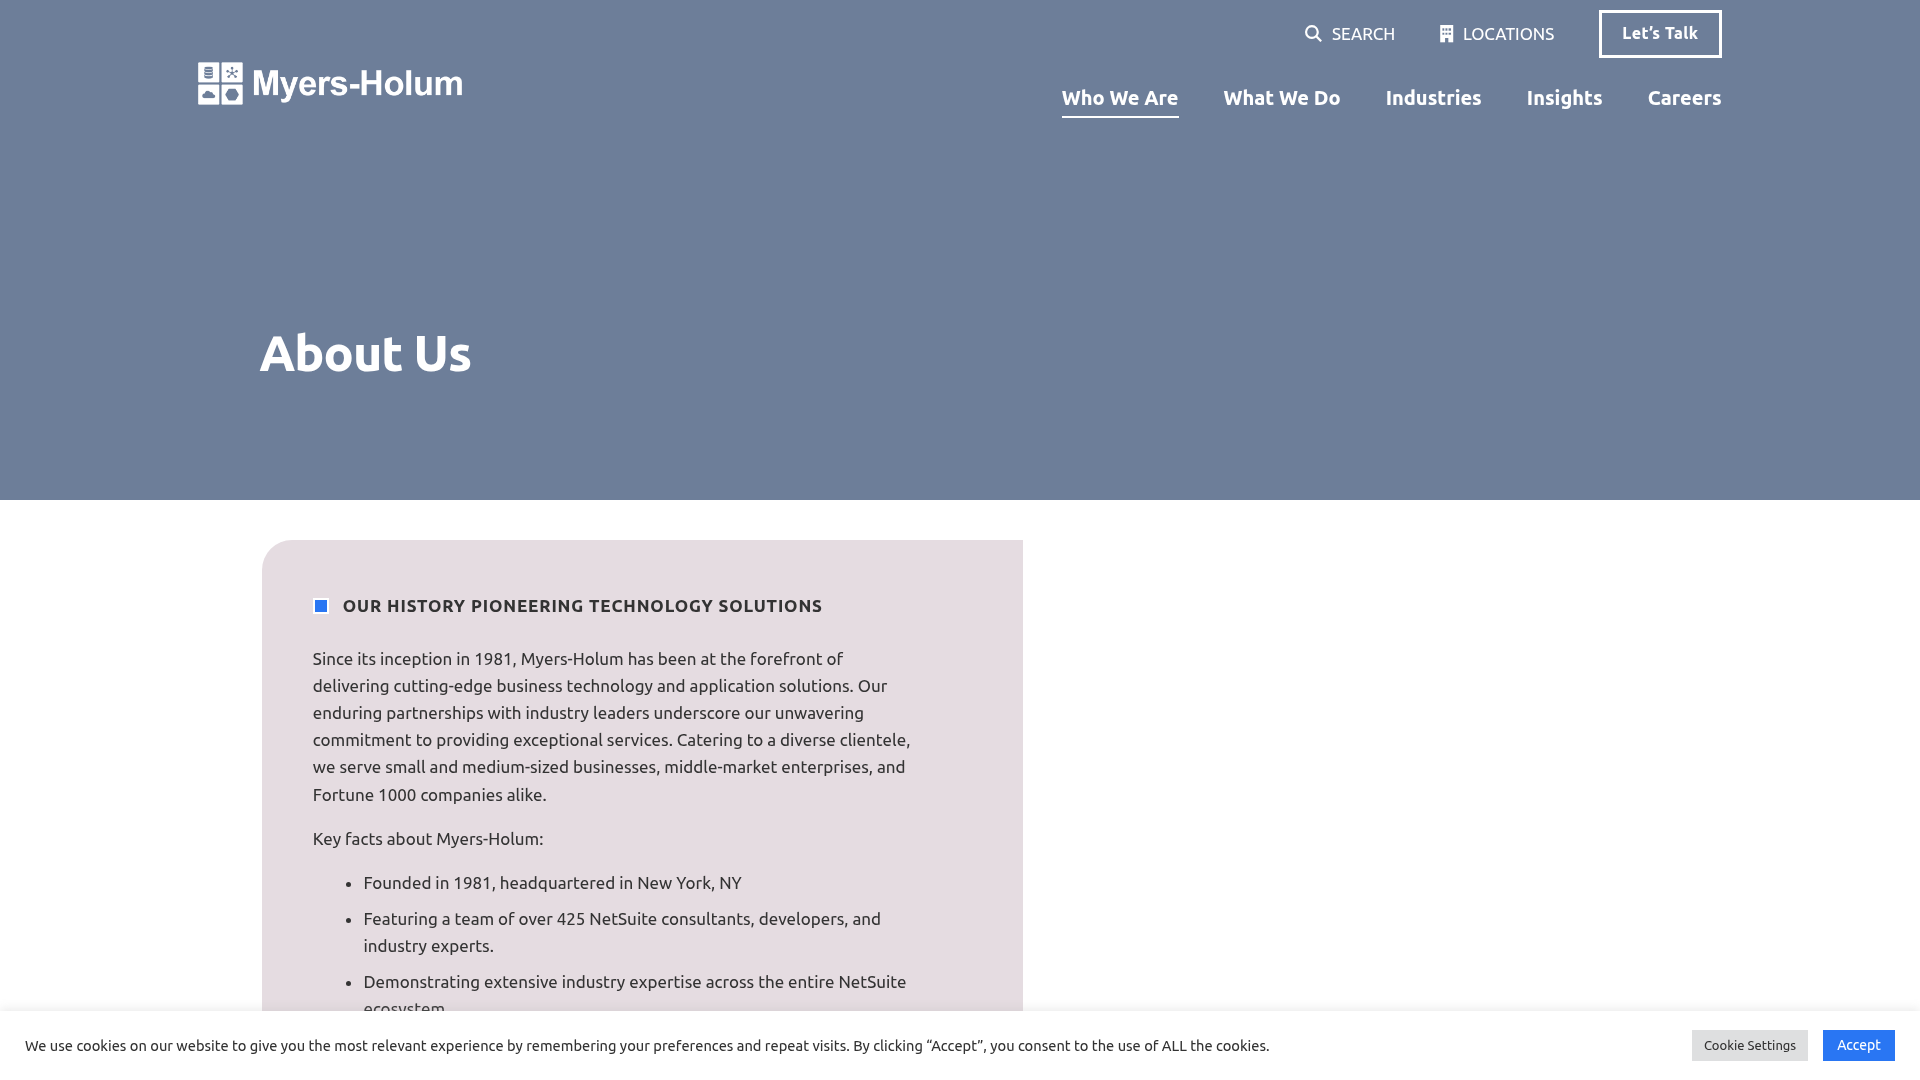 SEARCH
LOCATIONS
Let’s Talk
Myers-Holum
Who We Are
What We Do
Industries
Insights
Careers
About Us
OUR HISTORY PIONEERING TECHNOLOGY SOLUTIONS
Since its inception in 1981, Myers-Holum has been at the forefront of
delivering cutting-edge business technology and application solutions. Our
enduring partnerships with industry leaders underscore our unwavering
commitment to providing exceptional services. Catering to a diverse clientele,
we serve small and medium-sized businesses, middle-market enterprises, and
Fortune 1000 companies alike.
Key facts about Myers-Holum:
• Founded in 1981, headquartered in New York, NY
• Featuring a team of over 425 NetSuite consultants, developers, and
industry experts.
• Demonstrating extensive industry expertise across the entire NetSuite
ecosystem
We use cookies on our website to give you the most relevant experience by remembering your preferences and repeat visits. By clicking “Accept”, you consent to the use of ALL the cookies.
Cookie Settings
Accept